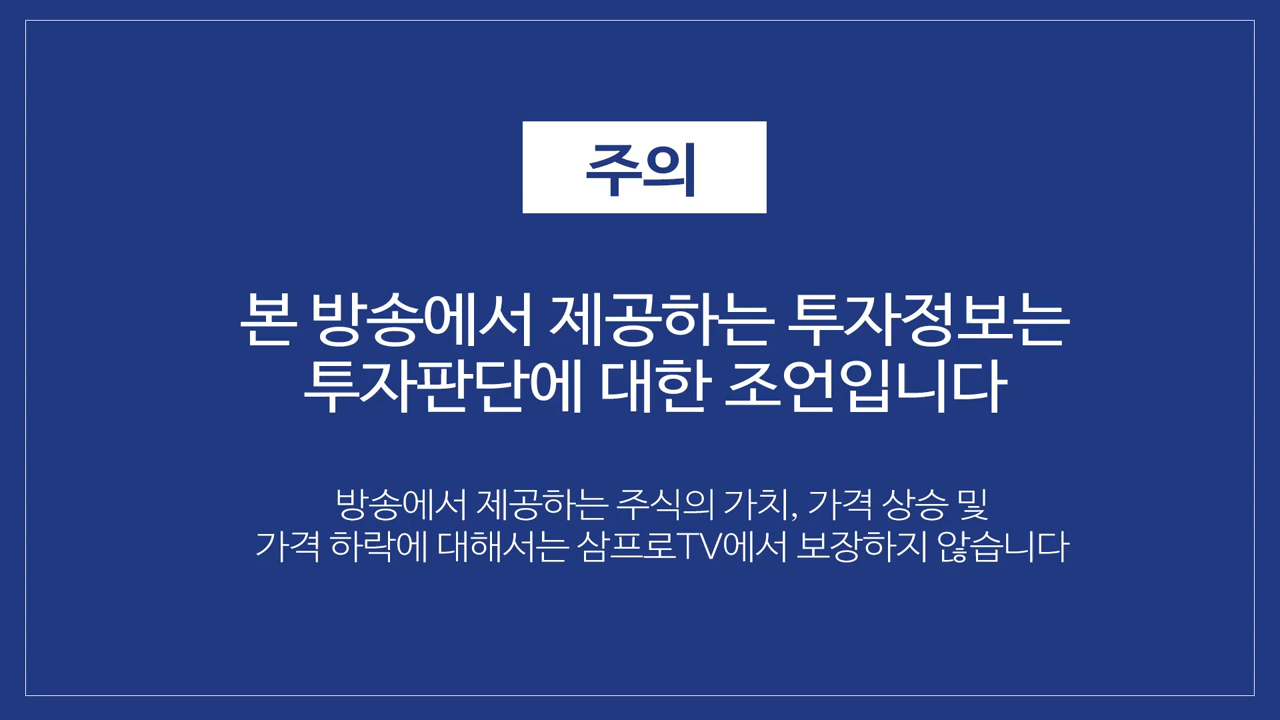 주의
본 방송에서 제공하는 투자정보는
투자판단에 대한 조언입니다
방송에서 제공하는 주식의 가치, 가격 상승 및
가격 하락에 대해서는 삼프로TV에서 보장하지 않습니다